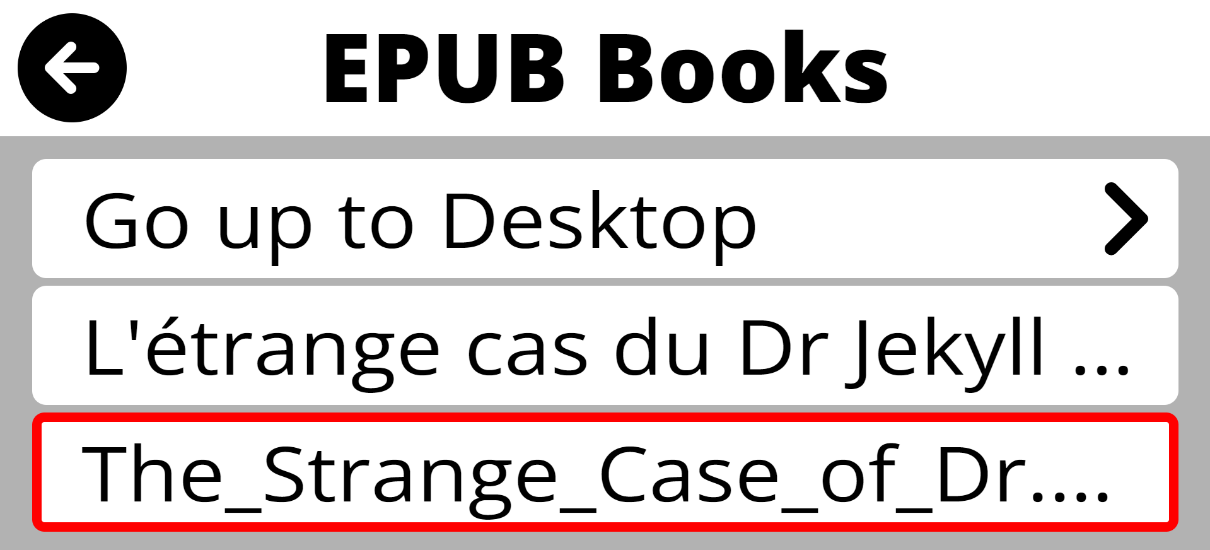 EPUB Books
Go up to Desktop
L'étrange cas du Dr Jekyll ...
The_Strange_Case_of_Dr....